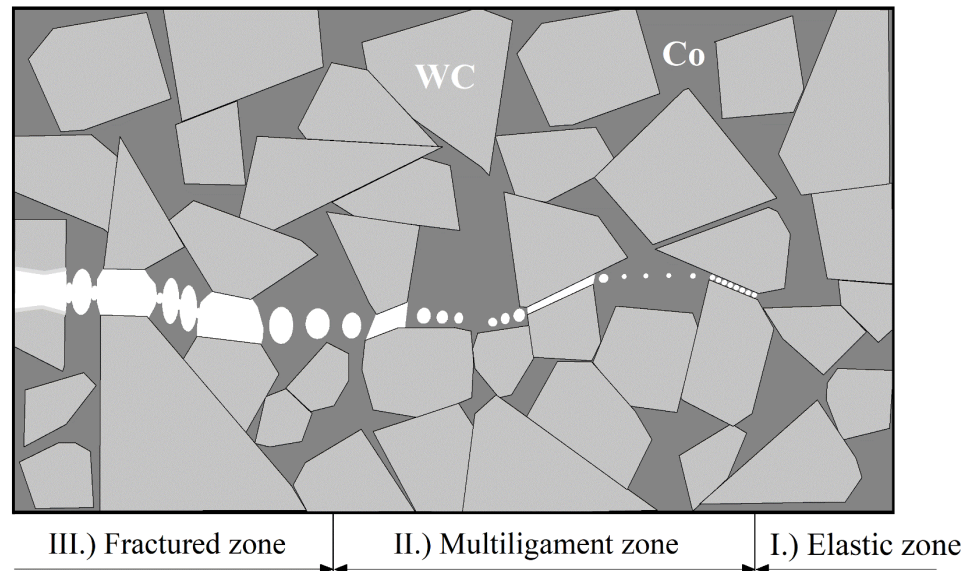 WC
Co
III.) Fractured zone
II.) Multiligament zone
I.) Elastic zone